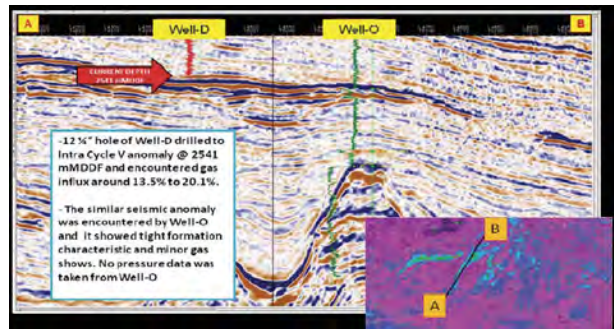 A
Well-D
Well-O
B
CURRENT DEPTH
2541 mMDDF
-12 ¼" hole of Well-D drilled to
Intra Cycle V anomaly @ 2541
mMDDF and encountered gas
influx around 13.5% to 20.1%.
- The similar seismic anomaly
was encountered by Well-O
and it showed tight formation
characteristic and minor gas
shows. No pressure data was
taken from Well-O
B
A